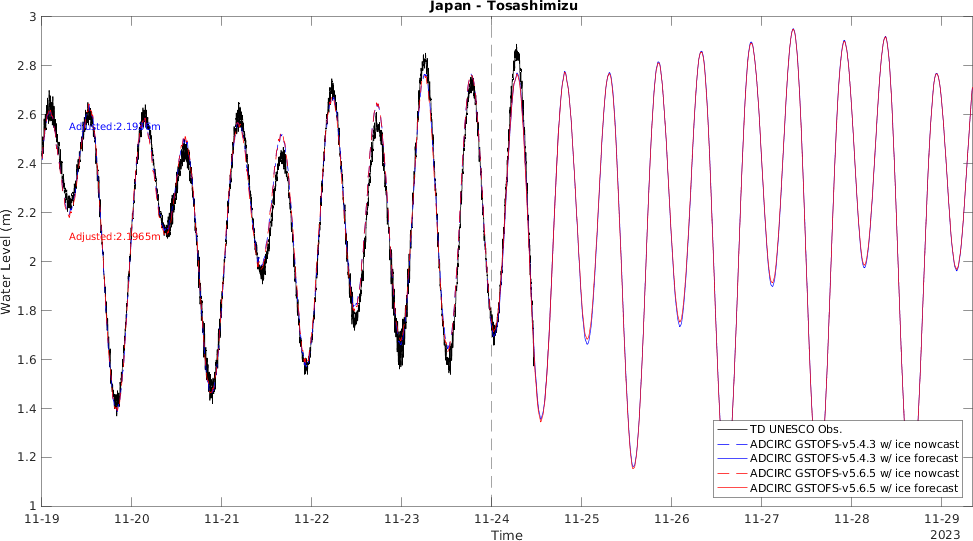 Japan - Tosashimizu
3
2.8
2.6
2.4
2.2
2
1.8
1.6
1.4
1.2
1
Water Level (m)
Adjusted:2.1926m
Adjusted:2.1965m
TD UNESCO Obs.
ADCIRC GSTOFS-v5.4.3 w/ ice nowcast
ADCIRC GSTOFS-v5.4.3 w/ ice forecast
ADCIRC GSTOFS-v5.6.5 w/ ice nowcast
ADCIRC GSTOFS-v5.6.5 w/ ice forecast
11-19 11-20 11-21 11-22 11-23 11-24 11-25 11-26 11-27 11-28 11-29
2023
Time